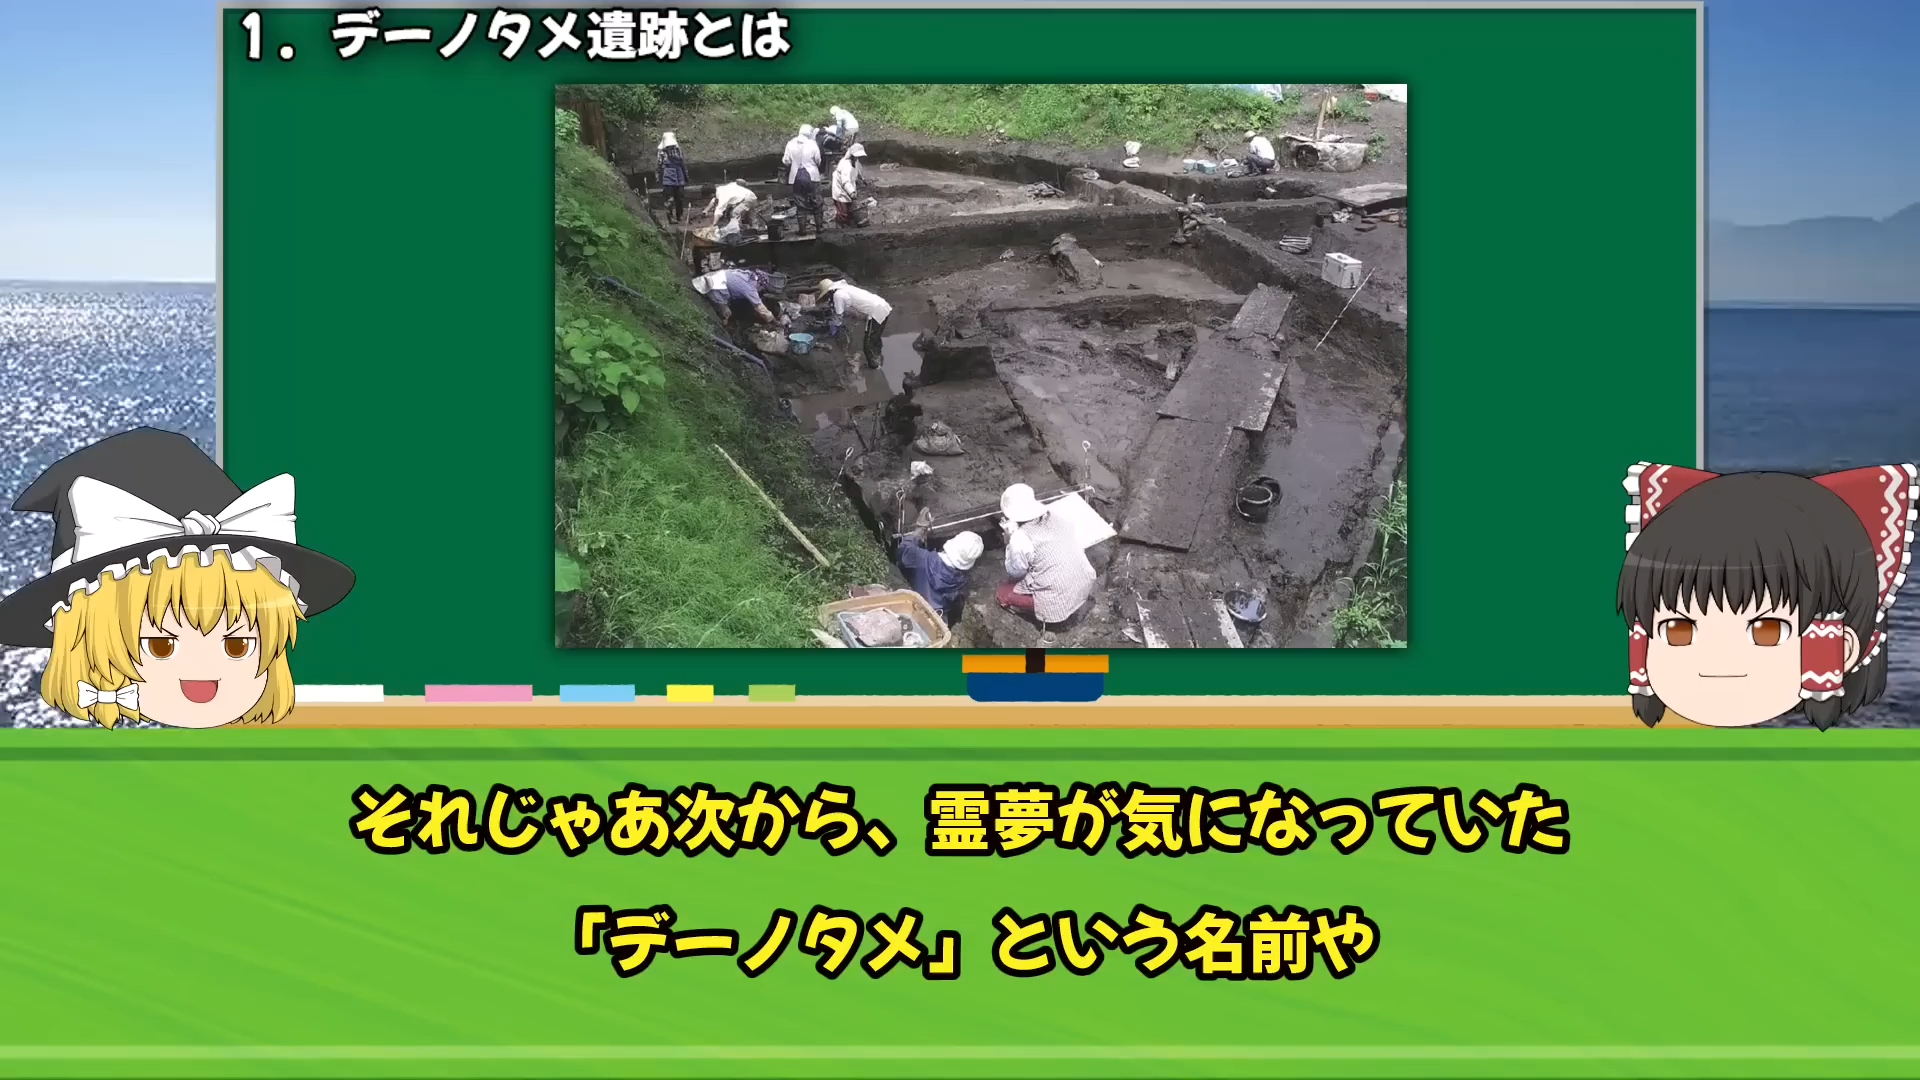 1．デーノタメ遺跡とは
それじゃあ次から、霊夢が気になっていた
「デーノタメ」という名前や